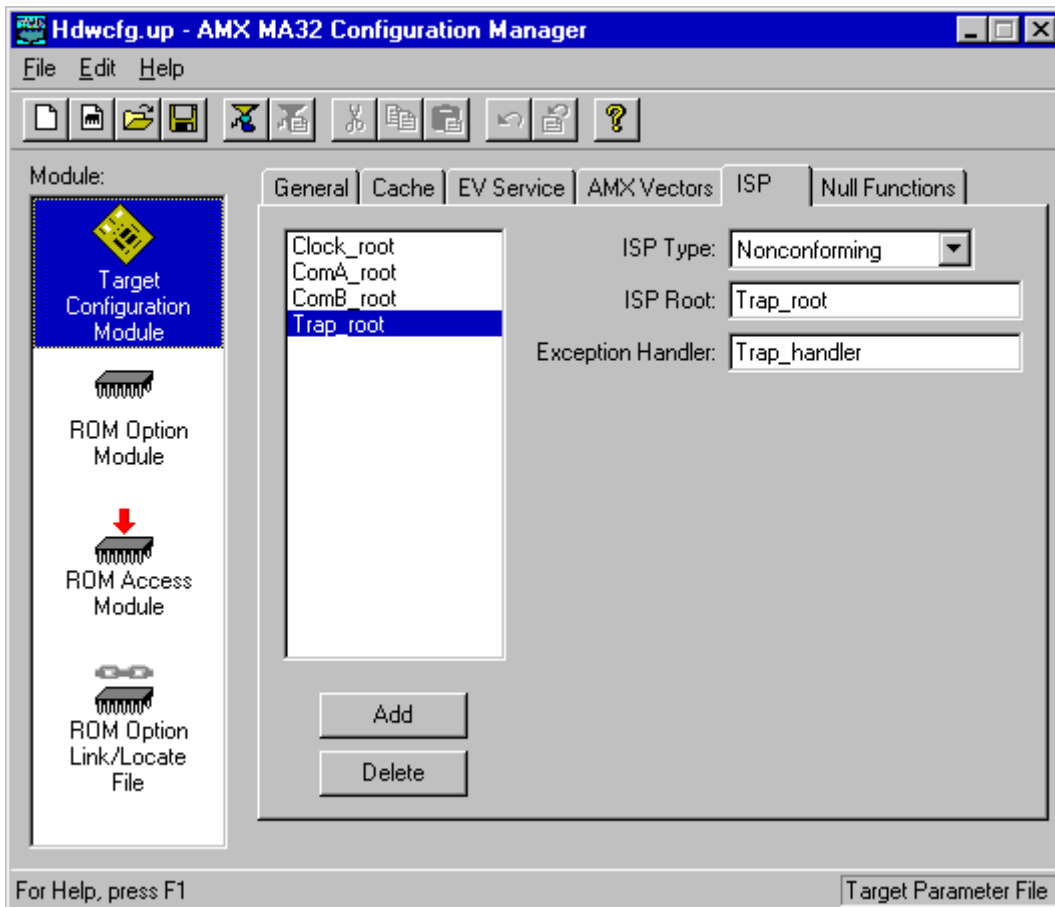 Hdwcfg.up - AMX MA32 Configuration Manager
File Edit Help
Module:
General Cache EV Service AMX Vectors ISP Null Functions
Target
Configuration
Module
ROM Option
Module
ROM Access
Module
ROM Option
Link/Locate
File
Clock_root
ComA_root
ComB_root
Trap_root
ISP Type: Nonconforming
ISP Root: Trap_root
Exception Handler: Trap_handler
Add
Delete
For Help, press F1
Target Parameter File